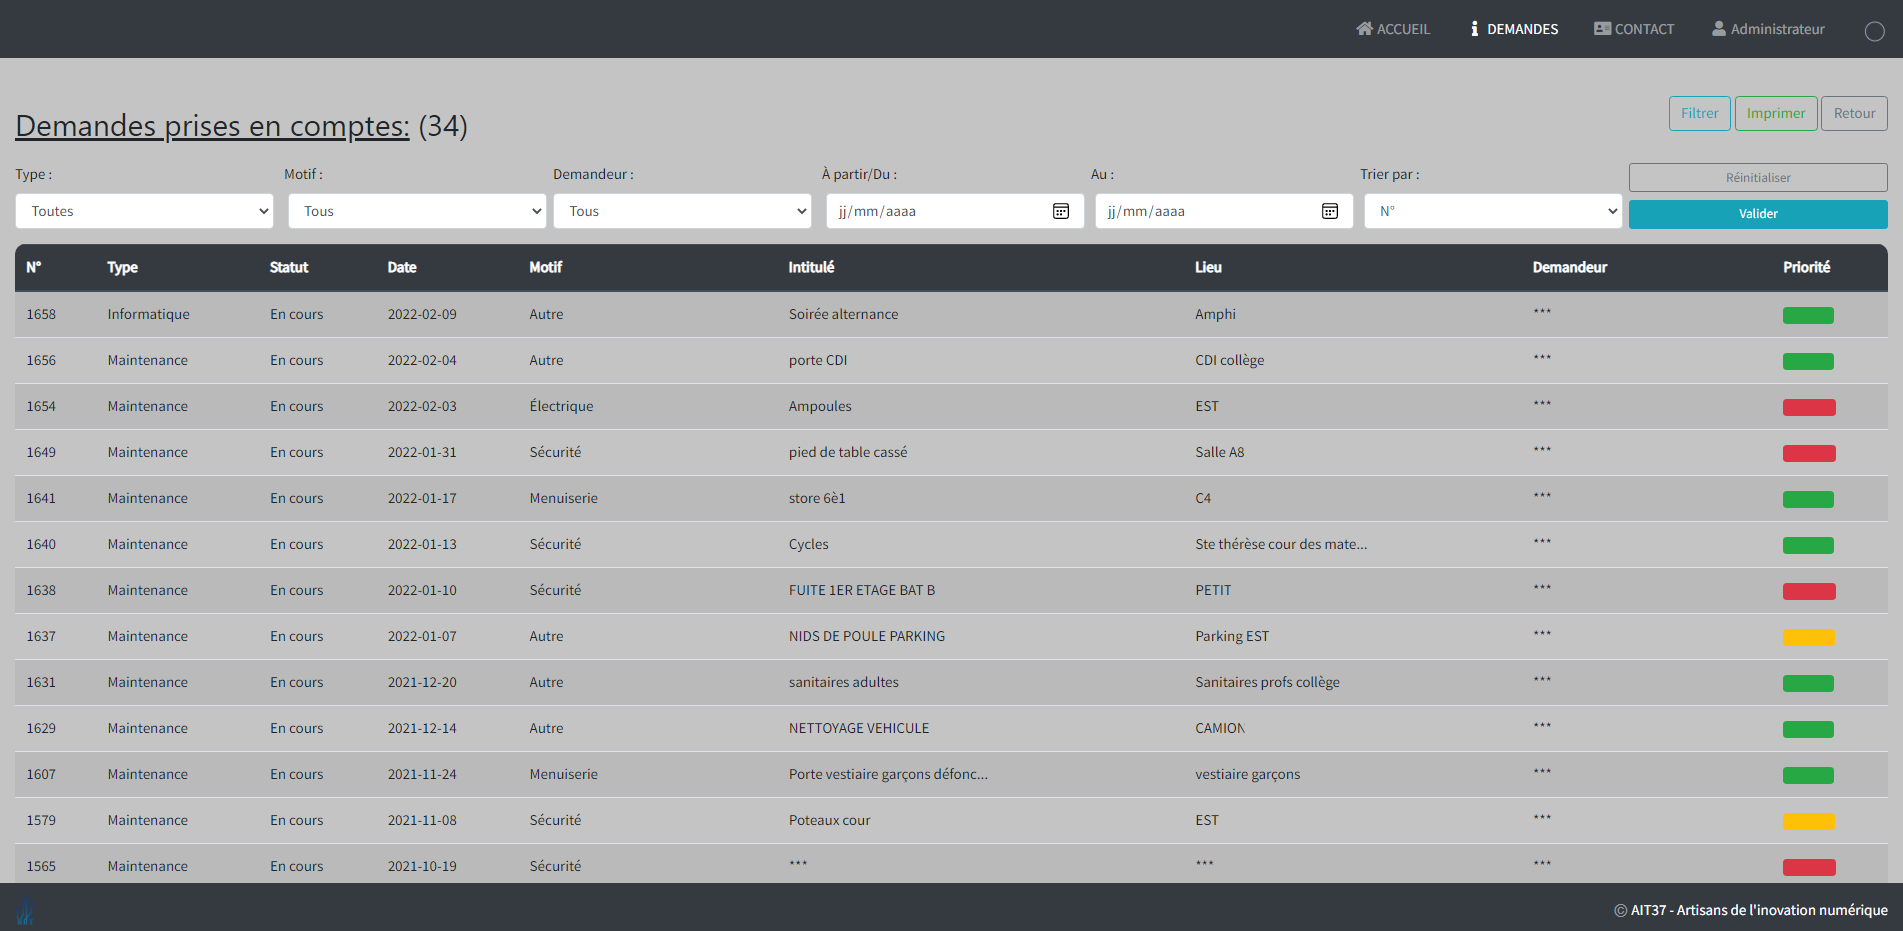 ACCUEIL DEMANDES CONTACT Administrateur
Demandes prises en comptes: (34)
Filtrer Imprimer Retour
Type : Motif : Demandeur : À partir/Du : Au : Trier par :
Réinitialiser
Toutes Tous Tous jj/mm/aaaa jj/mm/aaaa N°
Valider
N° Type Statut Date Motif Intitulé Lieu Demandeur Priorité
1658 Informatique En cours 2022-02-09 Autre Soirée alternance Amphi ***
1656 Maintenance En cours 2022-02-04 Autre porte CDI CDI collège ***
1654 Maintenance En cours 2022-02-03 Électrique Ampoules EST ***
1649 Maintenance En cours 2022-01-31 Sécurité pied de table cassé Salle A8 ***
1641 Maintenance En cours 2022-01-17 Menuiserie store 6è1 C4 ***
1640 Maintenance En cours 2022-01-13 Sécurité Cycles Ste thérèse cour des mate... ***
1638 Maintenance En cours 2022-01-10 Sécurité FUITE 1ER ETAGE BAT B PETIT ***
1637 Maintenance En cours 2022-01-07 Autre NIDS DE POULE PARKING Parking EST ***
1631 Maintenance En cours 2021-12-20 Autre sanitaires adultes Sanitaires profs collège ***
1629 Maintenance En cours 2021-12-14 Autre NETTOYAGE VEHICULE CAMION ***
1607 Maintenance En cours 2021-11-24 Menuiserie Porte vestiaire garçons défonc... vestiaire garçons ***
1579 Maintenance En cours 2021-11-08 Sécurité Poteaux cour EST ***
1565 Maintenance En cours 2021-10-19 Sécurité *** *** ***
© AIT37 - Artisans de l'inovation numérique